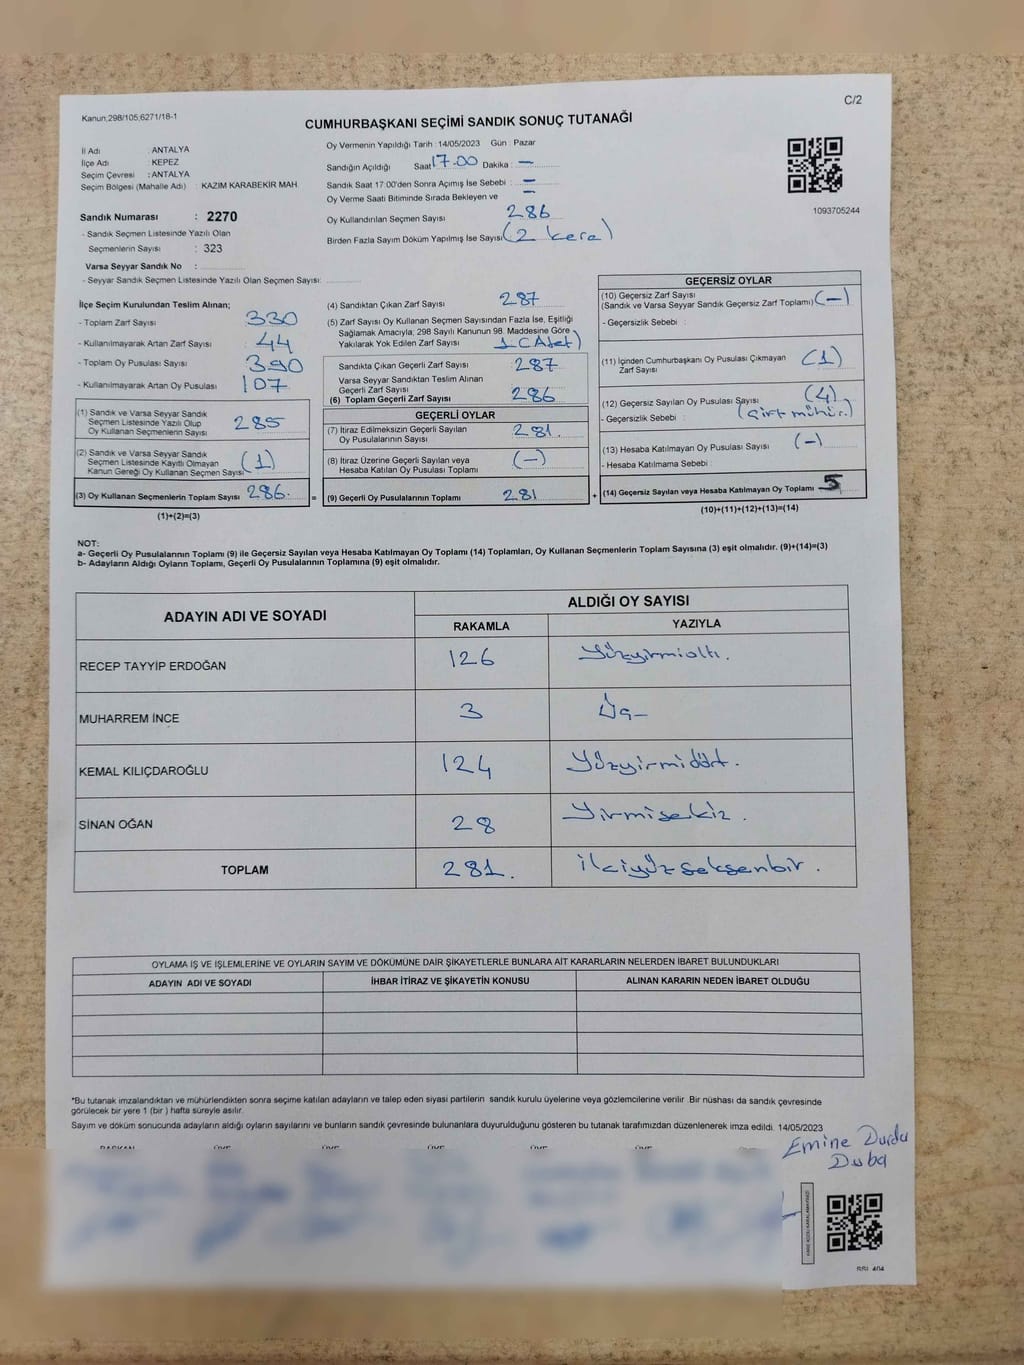 Kanun;298/105;6271/18-1
C/2
CUMHURBAŞKANI SEÇİMİ SANDIK SONUÇ TUTANAĞI
İl Adı : ANTALYA
İlçe Adı : KEPEZ
Seçim Çevresi : ANTALYA
Seçim Bölgesi (Mahalle Adı) : KAZIM KARABEKİR MAH.
Sandık Numarası : 2270
- Sandık Seçmen Listesinde Yazılı Olan
Seçmenlerin Sayısı : 323
Varsa Seyyar Sandık No :
- Seyyar Sandık Seçmen Listesinde Yazılı Olan Seçmen Sayısı:
Oy Vermenin Yapıldığı Tarih : 14/05/2023 Gün : Pazar
Sandığın Açıldığı Saat 17.00 Dakika : —
Sandık Saat 17:00'den Sonra Açımış İse Sebebi : —
Oy Verme Saati Bitiminde Sırada Bekleyen ve —
Oy Kullandırılan Seçmen Sayısı 286
Birden Fazla Sayım Döküm Yapılmış İse Sayısı (2 kere)
1093705244
İlçe Seçim Kurulundan Teslim Alınan;
- Toplam Zarf Sayısı 330
- Kullanılmayarak Artan Zarf Sayısı : 44
- Toplam Oy Pusulası Sayısı : 390
- Kullanılmayarak Artan Oy Pusulası : 107
(1) Sandık ve Varsa Seyyar Sandık
Seçmen Listesinde Yazılı Olup
Oy Kullanan Seçmenlerin Sayısı 285
(2) Sandık ve Varsa Seyyar Sandık
Seçmen Listesinde Kayıtlı Olmayan
Kanun Gereği Oy Kullanan Seçmen Sayısı (1)
(3) Oy Kullanan Seçmenlerin Toplam Sayısı 286.
(1)+(2)=(3)
(4) Sandıktan Çıkan Zarf Sayısı 287
(5) Zarf Sayısı Oy Kullanan Seçmen Sayısından Fazla İse, Eşitliği
Sağlamak Amacıyla, 298 Sayılı Kanunun 98. Maddesine Göre
Yakılarak Yok Edilen Zarf Sayısı : 1 (Adet)
Sandıkta Çıkan Geçerli Zarf Sayısı : 287
Varsa Seyyar Sandıktan Teslim Alınan
Geçerli Zarf Sayısı
(6) Toplam Geçerli Zarf Sayısı 286
GEÇERLİ OYLAR
(7) İtiraz Edilmeksizin Geçerli Sayılan
Oy Pusulalarının Sayısı 281.
(8) İtiraz Üzerine Geçerli Sayılan veya
Hesaba Katılan Oy Pusulası Toplamı (—)
= (9) Geçerli Oy Pusulalarının Toplamı 281
GEÇERSİZ OYLAR
(10) Geçersiz Zarf Sayısı
(Sandık ve Varsa Seyyar Sandık Geçersiz Zarf Toplamı) (—)
- Geçersizlik Sebebi :
(11) İçinden Cumhurbaşkanı Oy Pusulası Çıkmayan
Zarf Sayısı (1)
(12) Geçersiz Sayılan Oy Pusulası Sayısı (4)
- Geçersizlik Sebebi : (Çift mühür.)
(13) Hesaba Katılmayan Oy Pusulası Sayısı (—)
- Hesaba Katılmama Sebebi :
+ (14) Geçersiz Sayılan veya Hesaba Katılmayan Oy Toplamı 5
(10)+(11)+(12)+(13)=(14)
NOT:
a- Geçerli Oy Pusulalarının Toplamı (9) ile Geçersiz Sayılan veya Hesaba Katılmayan Oy Toplamı (14) Toplamları, Oy Kullanan Seçmenlerin Toplam Sayısına (3) eşit olmalıdır. (9)+(14)=(3)
b- Adayların Aldığı Oyların Toplamı, Geçerli Oy Pusulalarının Toplamına (9) eşit olmalıdır.
ADAYIN ADI VE SOYADI ALDIĞI OY SAYISI
RAKAMLA YAZIYLA
RECEP TAYYİP ERDOĞAN 126 Yüzyirmialtı.
MUHARREM İNCE 3 Üç
KEMAL KILIÇDAROĞLU 124 Yüzyirmidört.
SİNAN OĞAN 28 Yirmisekiz.
TOPLAM 281. ikiyüzseksenbir.
OYLAMA İŞ VE İŞLEMLERİNE VE OYLARIN SAYIM VE DÖKÜMÜNE DAİR ŞİKAYETLERLE BUNLARA AİT KARARLARIN NELERDEN İBARET BULUNDUKLARI
ADAYIN ADI VE SOYADI İHBAR İTİRAZ VE ŞİKAYETİN KONUSU ALINAN KARARIN NEDEN İBARET OLDUĞU
*Bu tutanak imzalandıktan ve mühürlendikten sonra seçime katılan adayların ve talep eden siyasi partilerin sandık kurulu üyelerine veya gözlemcilerine verilir. Bir nüshası da sandık çevresinde
görülecek bir yere 1 (bir ) hafta süreyle asılır.
Sayım ve döküm sonucunda adayların aldığı oyların sayılarını ve bunların sandık çevresinde bulunanlara duyurulduğunu gösteren bu tutanak tarafımızdan düzenlenerek imza edildi. 14/05/2023
Emine Durdu
Duba